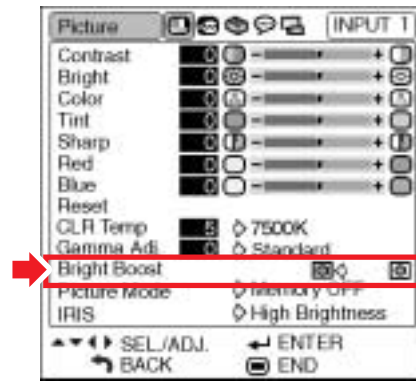 Picture INPUT 1
Contrast 0 - +
Bright 0 - +
Color 0 - +
Tint 0 - +
Sharp 0 - +
Red 0 - +
Blue 0 - +
Reset
CLR Temp 5 7500K
Gamma Adj. 0 Standard
Bright Boost
Picture Mode Memory OFF
IRIS High Brightness
SEL./ADJ. ENTER
BACK END